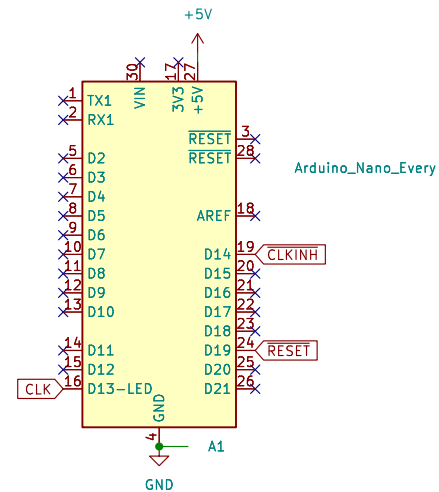 +5V
30
17
27
VIN
3V3
+5V
1 TX1
2 RX1
RESET 3
RESET 28
5 D2
6 D3
7 D4
8 D5
9 D6
10 D7
11 D8
12 D9
13 D10
14 D11
15 D12
CLK 16 D13-LED
Arduino_Nano_Every
AREF 18
D14 19 CLKINH
D15 20
D16 21
D17 22
D18 23
D19 24 RESET
D20 25
D21 26
GND
4
A1
GND